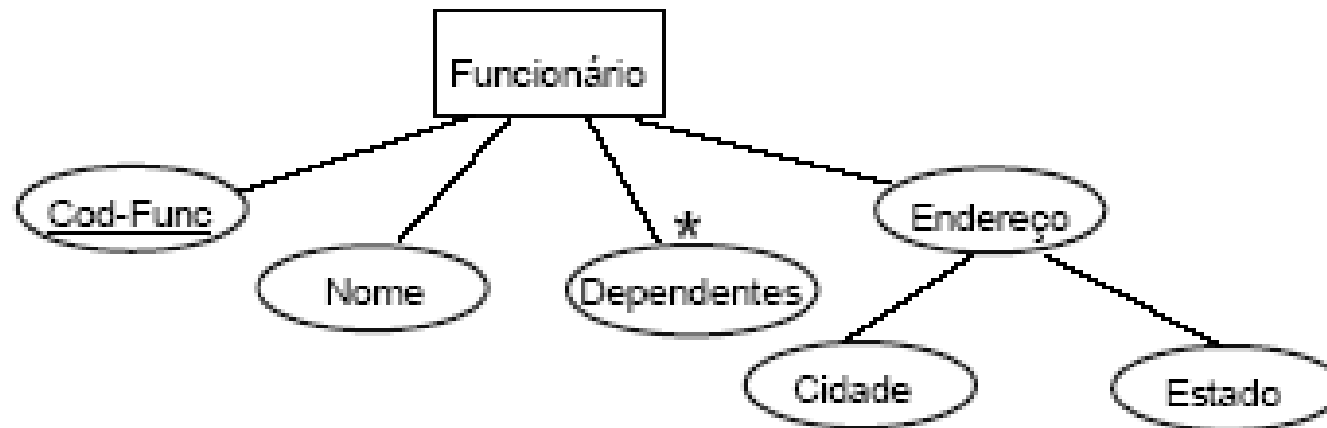 Funcionário
Cod-Func
Nome
*
Dependentes
Endereço
Cidade
Estado